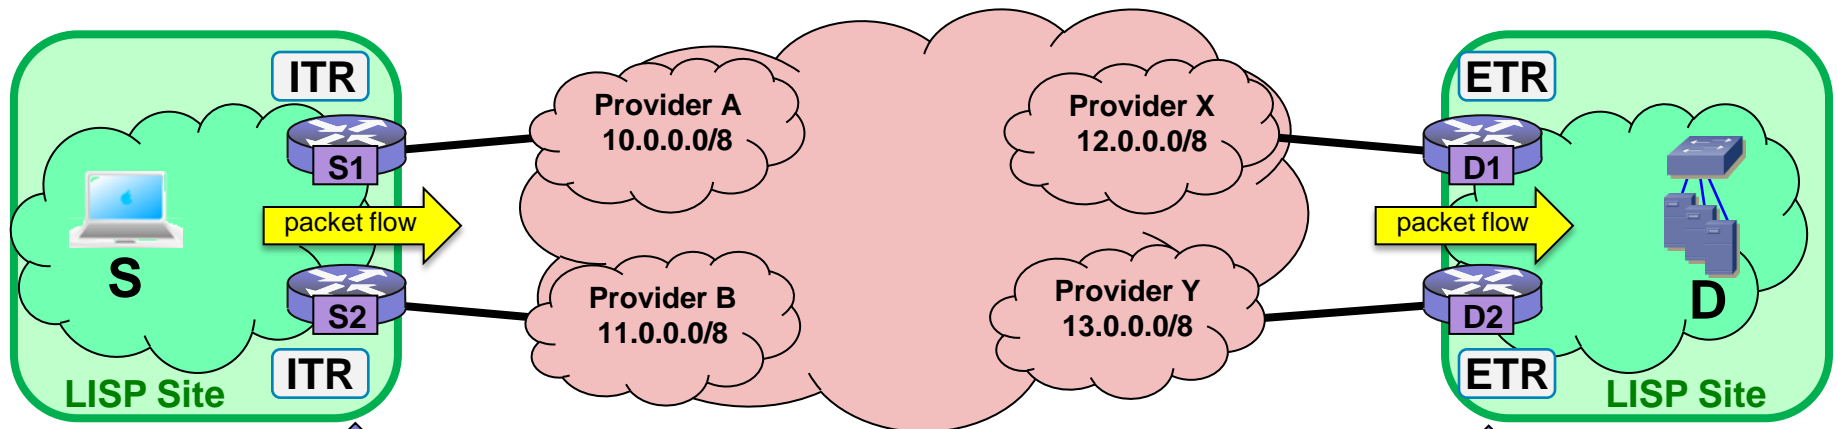 ITR
S1
packet flow
S
S2
ITR
LISP Site
Provider A
10.0.0.0/8
Provider B
11.0.0.0/8
Provider X
12.0.0.0/8
Provider Y
13.0.0.0/8
ETR
D1
packet flow
D
D2
ETR
LISP Site